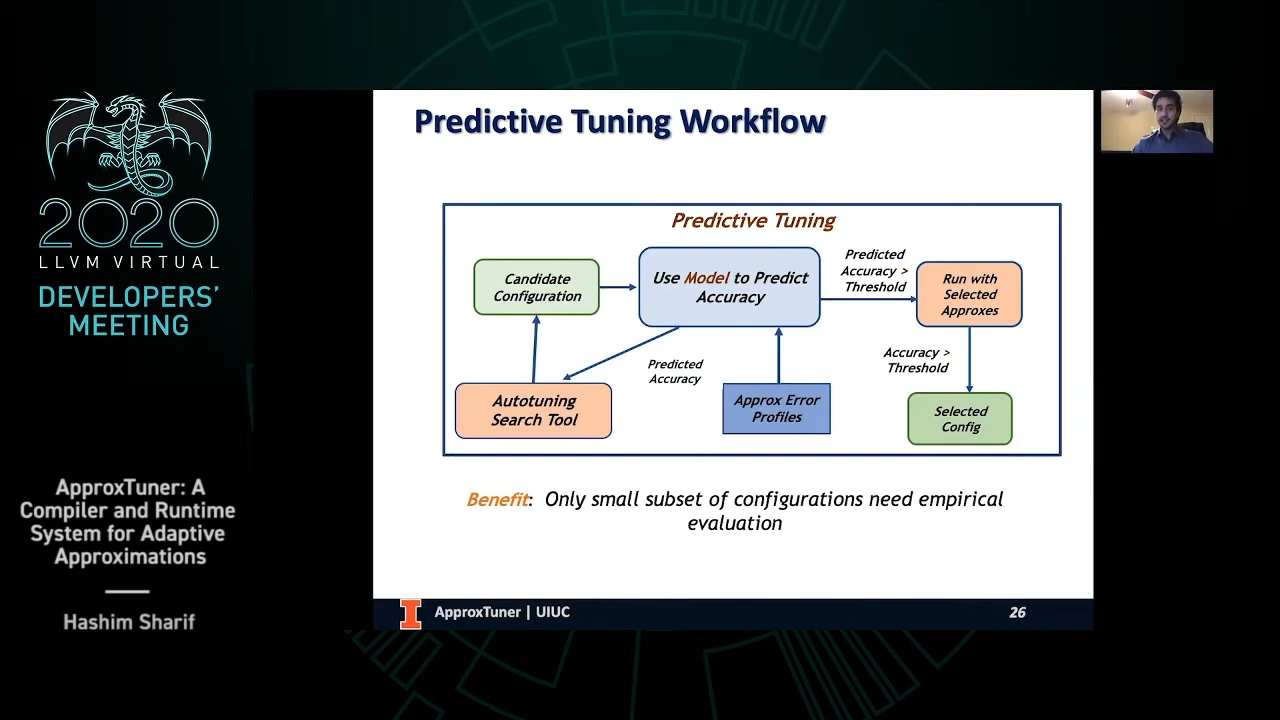 2020
LLVM VIRTUAL
DEVELOPERS'
MEETING
ApproxTuner: A
Compiler and Runtime
System for Adaptive
Approximations
Hashim Sharif
Predictive Tuning Workflow
Predictive Tuning
Candidate
Configuration
Use Model to Predict
Accuracy
Predicted
Accuracy >
Threshold
Run with
Selected
Approxes
Predicted
Accuracy
Accuracy >
Threshold
Autotuning
Search Tool
Approx Error
Profiles
Selected
Config
Benefit: Only small subset of configurations need empirical
evaluation
ApproxTuner | UIUC
26